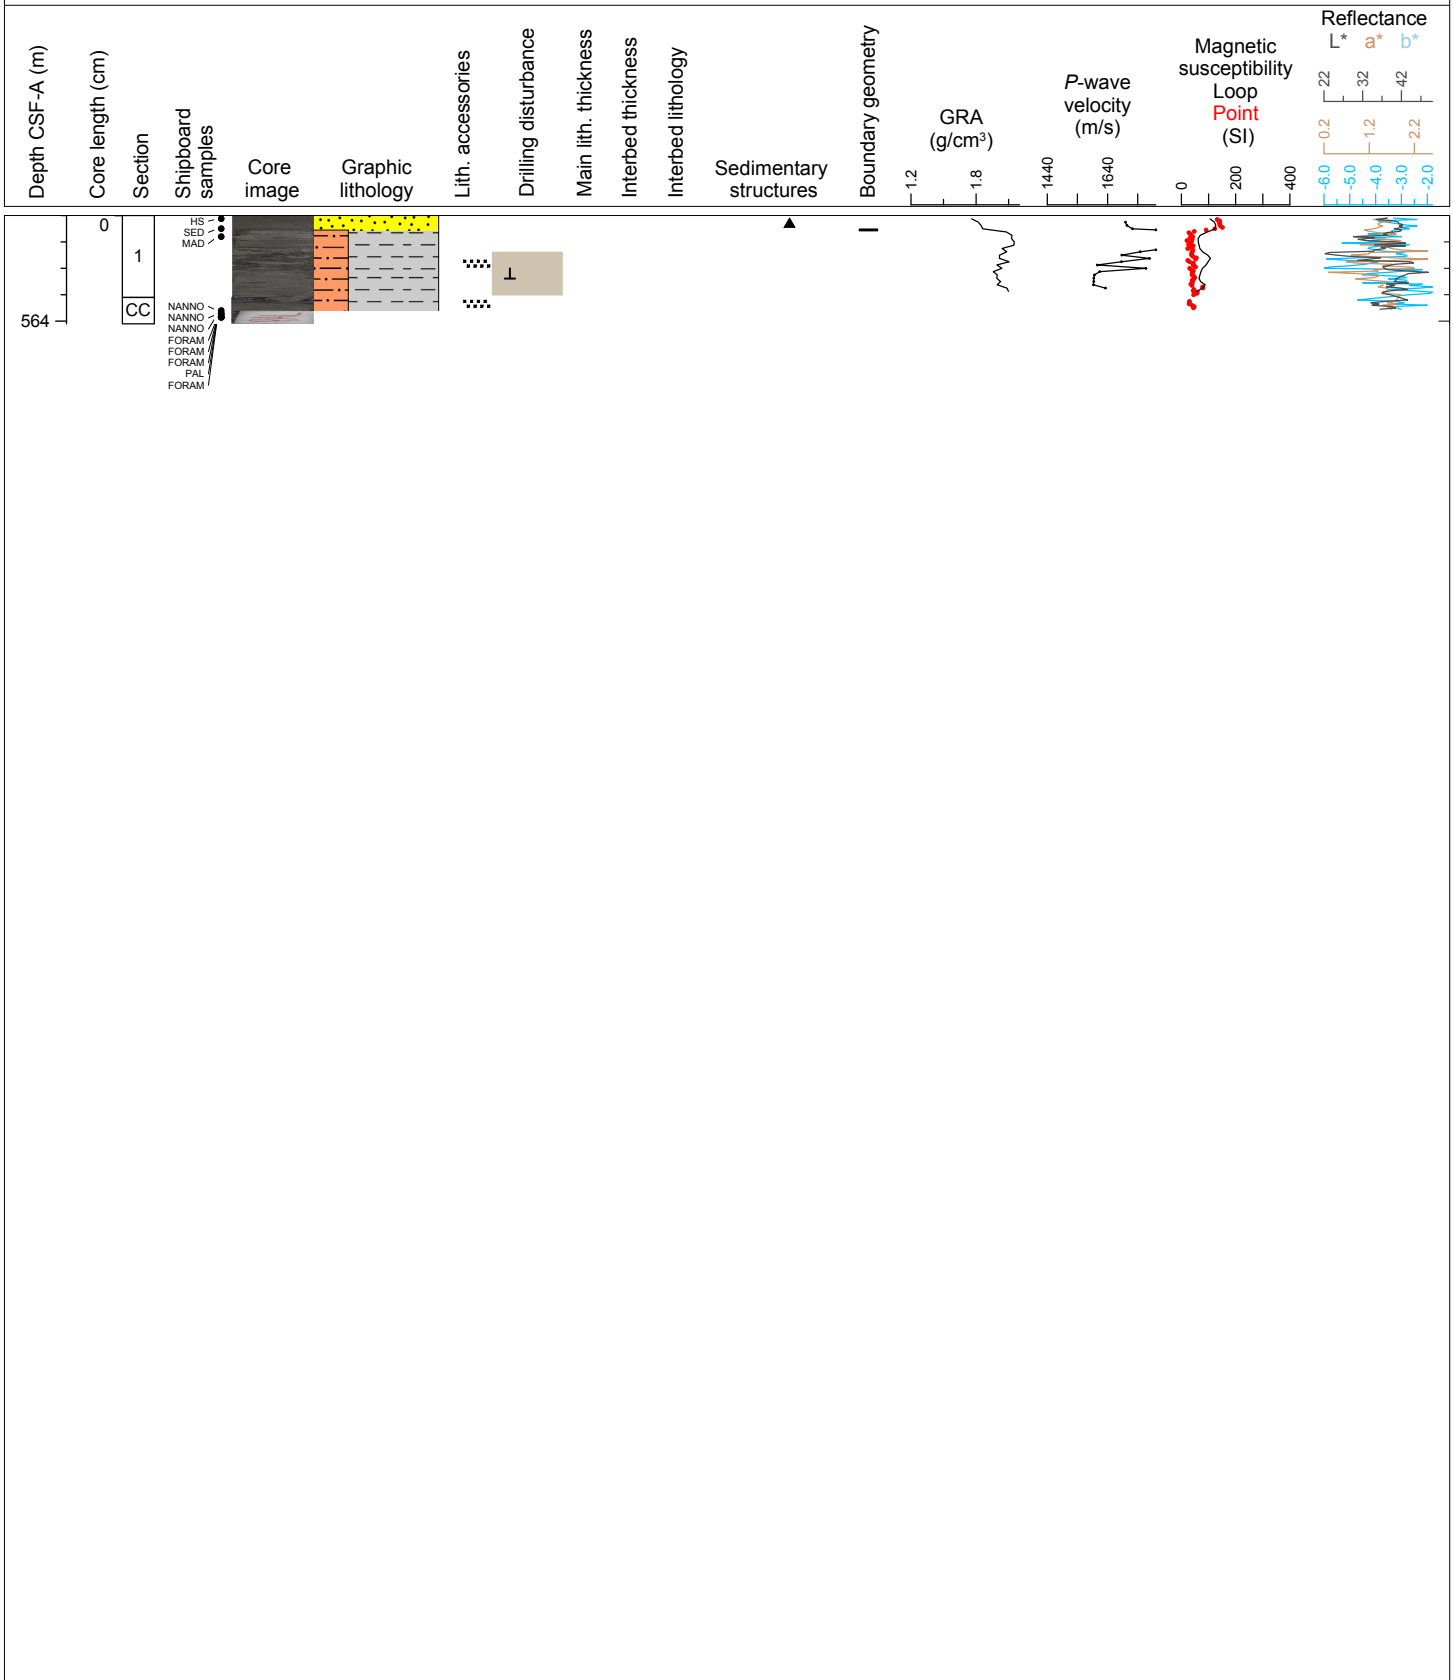 Depth CSF-A (m)
Core length (cm)
Section
Shipboard
samples
Core
image
Graphic
lithology
Lith. accessories
Drilling disturbance
Main lith. thickness
Interbed thickness
Interbed lithology
Sedimentary
structures
Boundary geometry
GRA
(g/cm³)
1.2
1.8
P-wave
velocity
(m/s)
1440
1640
Magnetic
susceptibility
Loop
Point
(SI)
0
200
400
Reflectance
L* a* b*
22
32
42
0.2
1.2
2.2
-6.0
-5.0
-4.0
-3.0
-2.0
0
564
1
CC
HS
SED
MAD
NANNO
NANNO
NANNO
FORAM
FORAM
FORAM
PAL
FORAM